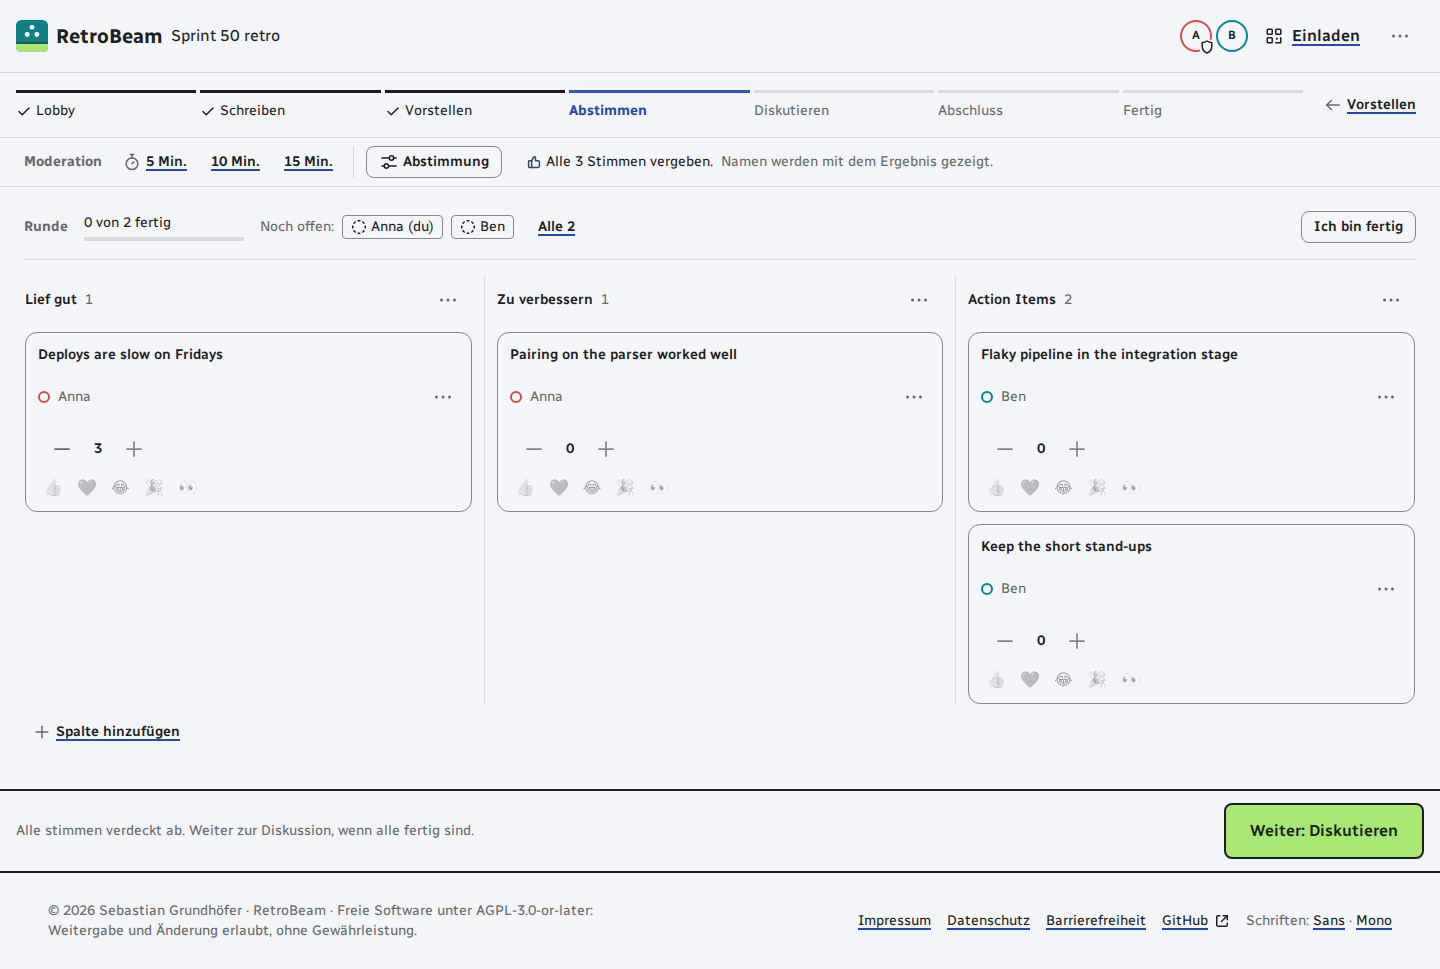 RetroBeam Sprint 50 retro
A B Einladen
Lobby Schreiben Vorstellen Abstimmen Diskutieren Abschluss Fertig
Vorstellen
Moderation 5 Min. 10 Min. 15 Min. Abstimmung Alle 3 Stimmen vergeben. Namen werden mit dem Ergebnis gezeigt.
Runde 0 von 2 fertig Noch offen: Anna (du) Ben Alle 2 Ich bin fertig
Lief gut 1
Deploys are slow on Fridays
Anna
3
Zu verbessern 1
Pairing on the parser worked well
Anna
0
Action Items 2
Flaky pipeline in the integration stage
Ben
0
Keep the short stand-ups
Ben
0
Spalte hinzufügen
Alle stimmen verdeckt ab. Weiter zur Diskussion, wenn alle fertig sind.
Weiter: Diskutieren
© 2026 Sebastian Grundhöfer · RetroBeam · Freie Software unter AGPL-3.0-or-later:
Weitergabe und Änderung erlaubt, ohne Gewährleistung.
Impressum Datenschutz Barrierefreiheit GitHub Schriften: Sans · Mono